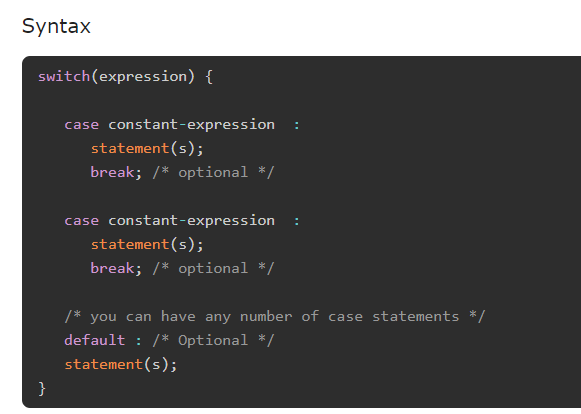 Syntax
switch(expression) {
case constant-expression :
statement(s);
break; /* optional */
case constant-expression :
statement(s);
break; /* optional */
/* you can have any number of case statements */
default : /* Optional */
statement(s);
}